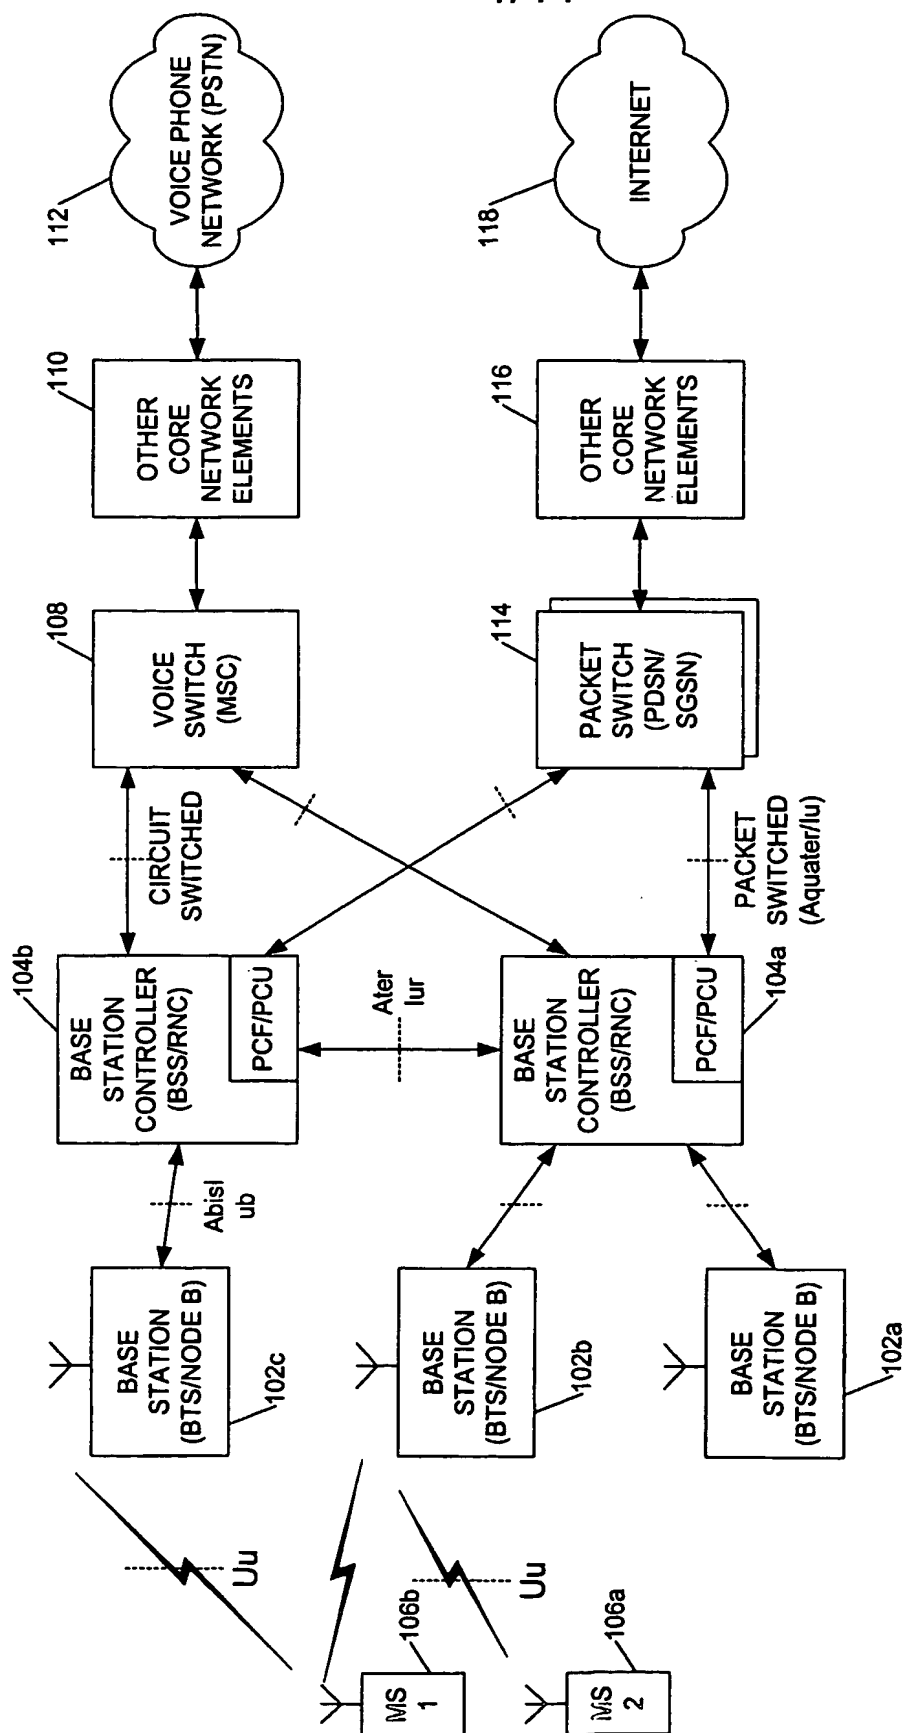 112
VOICE PHONE
NETWORK (PSTN)
118
INTERNET
110
OTHER
CORE
NETWORK
ELEMENTS
116
OTHER
CORE
NETWORK
ELEMENTS
108
VOICE
SWITCH
(MSC)
114
PACKET
SWITCH
(PDSN/
SGSN)
CIRCUIT
SWITCHED
PACKET
SWITCHED
(Aquater/Iu)
104b
BASE
STATION
CONTROLLER
(BSS/RNC)
PCF/PCU
Ater
Iur
BASE
STATION
CONTROLLER
(BSS/RNC)
PCF/PCU
104a
Abisl
ub
BASE
STATION
(BTS/NODE B)
102c
BASE
STATION
(BTS/NODE B)
102b
BASE
STATION
(BTS/NODE B)
102a
Uu
Uu
MS
1
106b
MS
2
106a